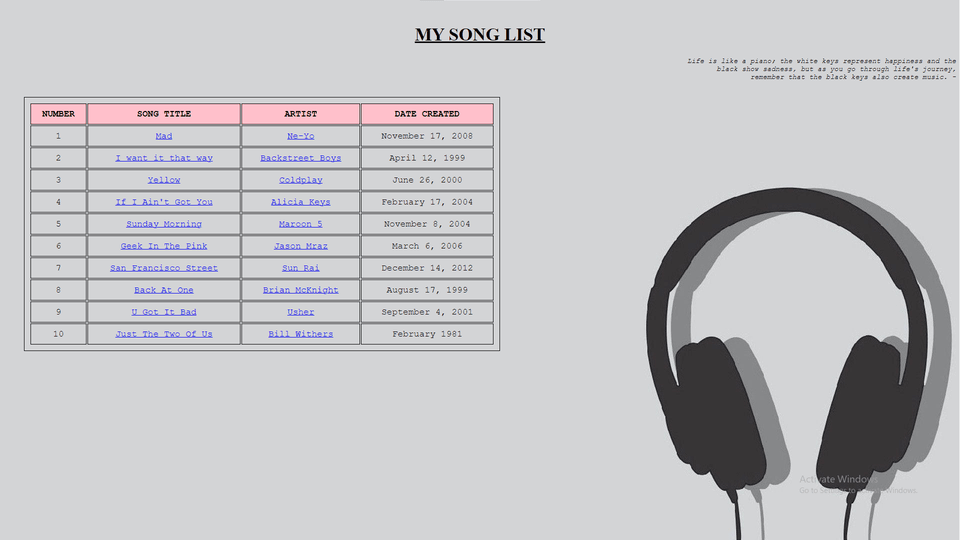 MY SONG LIST
Life is like a piano; the white keys represent happiness and the
black show sadness, but as you go through life's journey,
remember that the black keys also create music. ~
NUMBER SONG TITLE ARTIST DATE CREATED
1 Mad Ne-Yo November 17, 2008
2 I want it that way Backstreet Boys April 12, 1999
3 Yellow Coldplay June 26, 2000
4 If I Ain't Got You Alicia Keys February 17, 2004
5 Sunday Morning Maroon 5 November 8, 2004
6 Geek In The Pink Jason Mraz March 6, 2006
7 San Francisco Street Sun Rai December 14, 2012
8 Back At One Brian McKnight August 17, 1999
9 U Got It Bad Usher September 4, 2001
10 Just The Two Of Us Bill Withers February 1981
Activate Windows
Go to Settings to activate Windows.